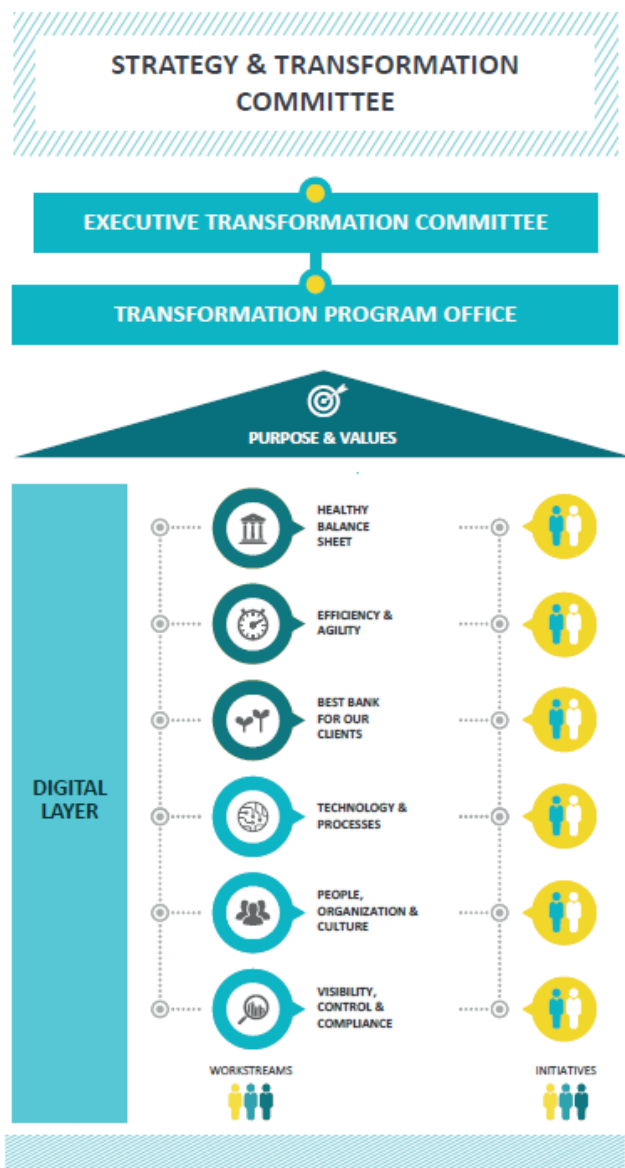 STRATEGY & TRANSFORMATION
COMMITTEE
EXECUTIVE TRANSFORMATION COMMITTEE
TRANSFORMATION PROGRAM OFFICE
PURPOSE & VALUES
DIGITAL
LAYER
HEALTHY
BALANCE
SHEET
EFFICIENCY &
AGILITY
BEST BANK
FOR OUR
CLIENTS
TECHNOLOGY &
PROCESSES
PEOPLE,
ORGANIZATION &
CULTURE
VISIBILITY,
CONTROL &
COMPLIANCE
WORKSTREAMS
INITIATIVES